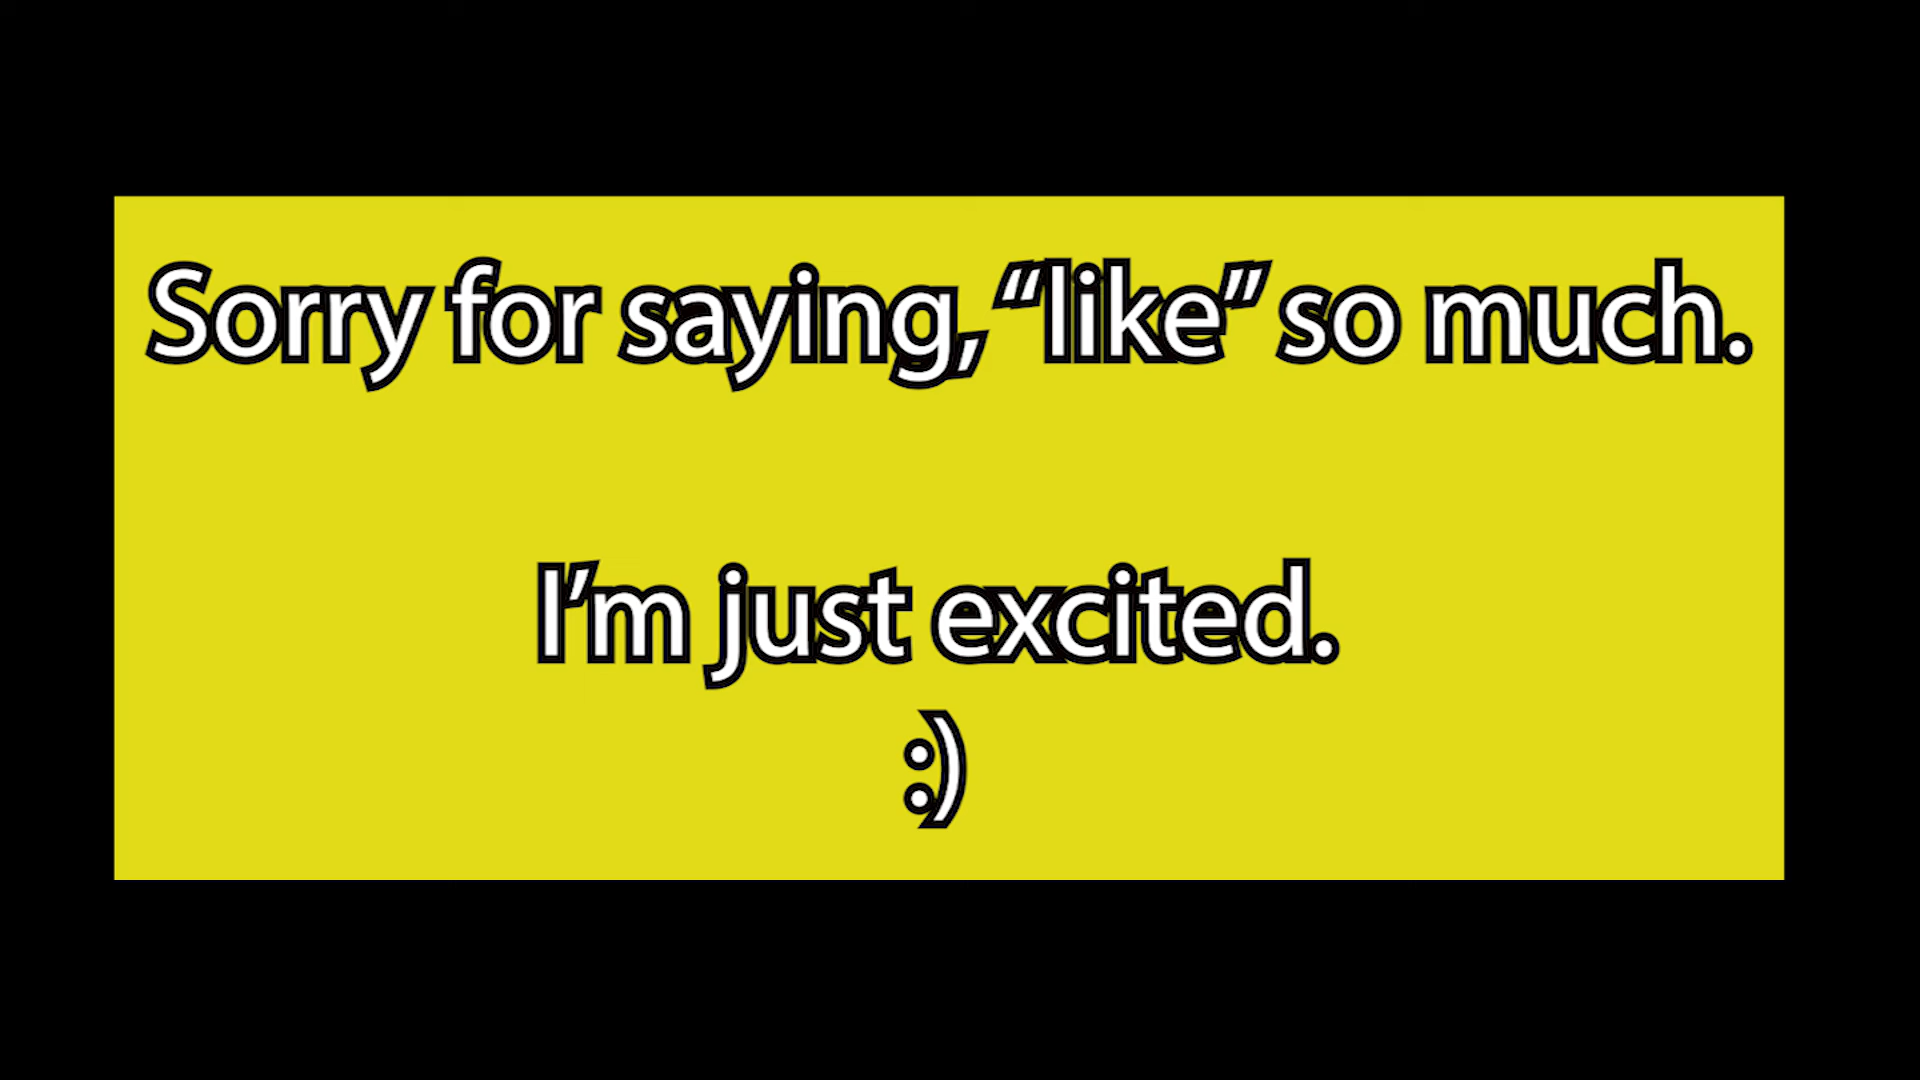 Sorry for saying, “like” so much.
I’m just excited.
:)